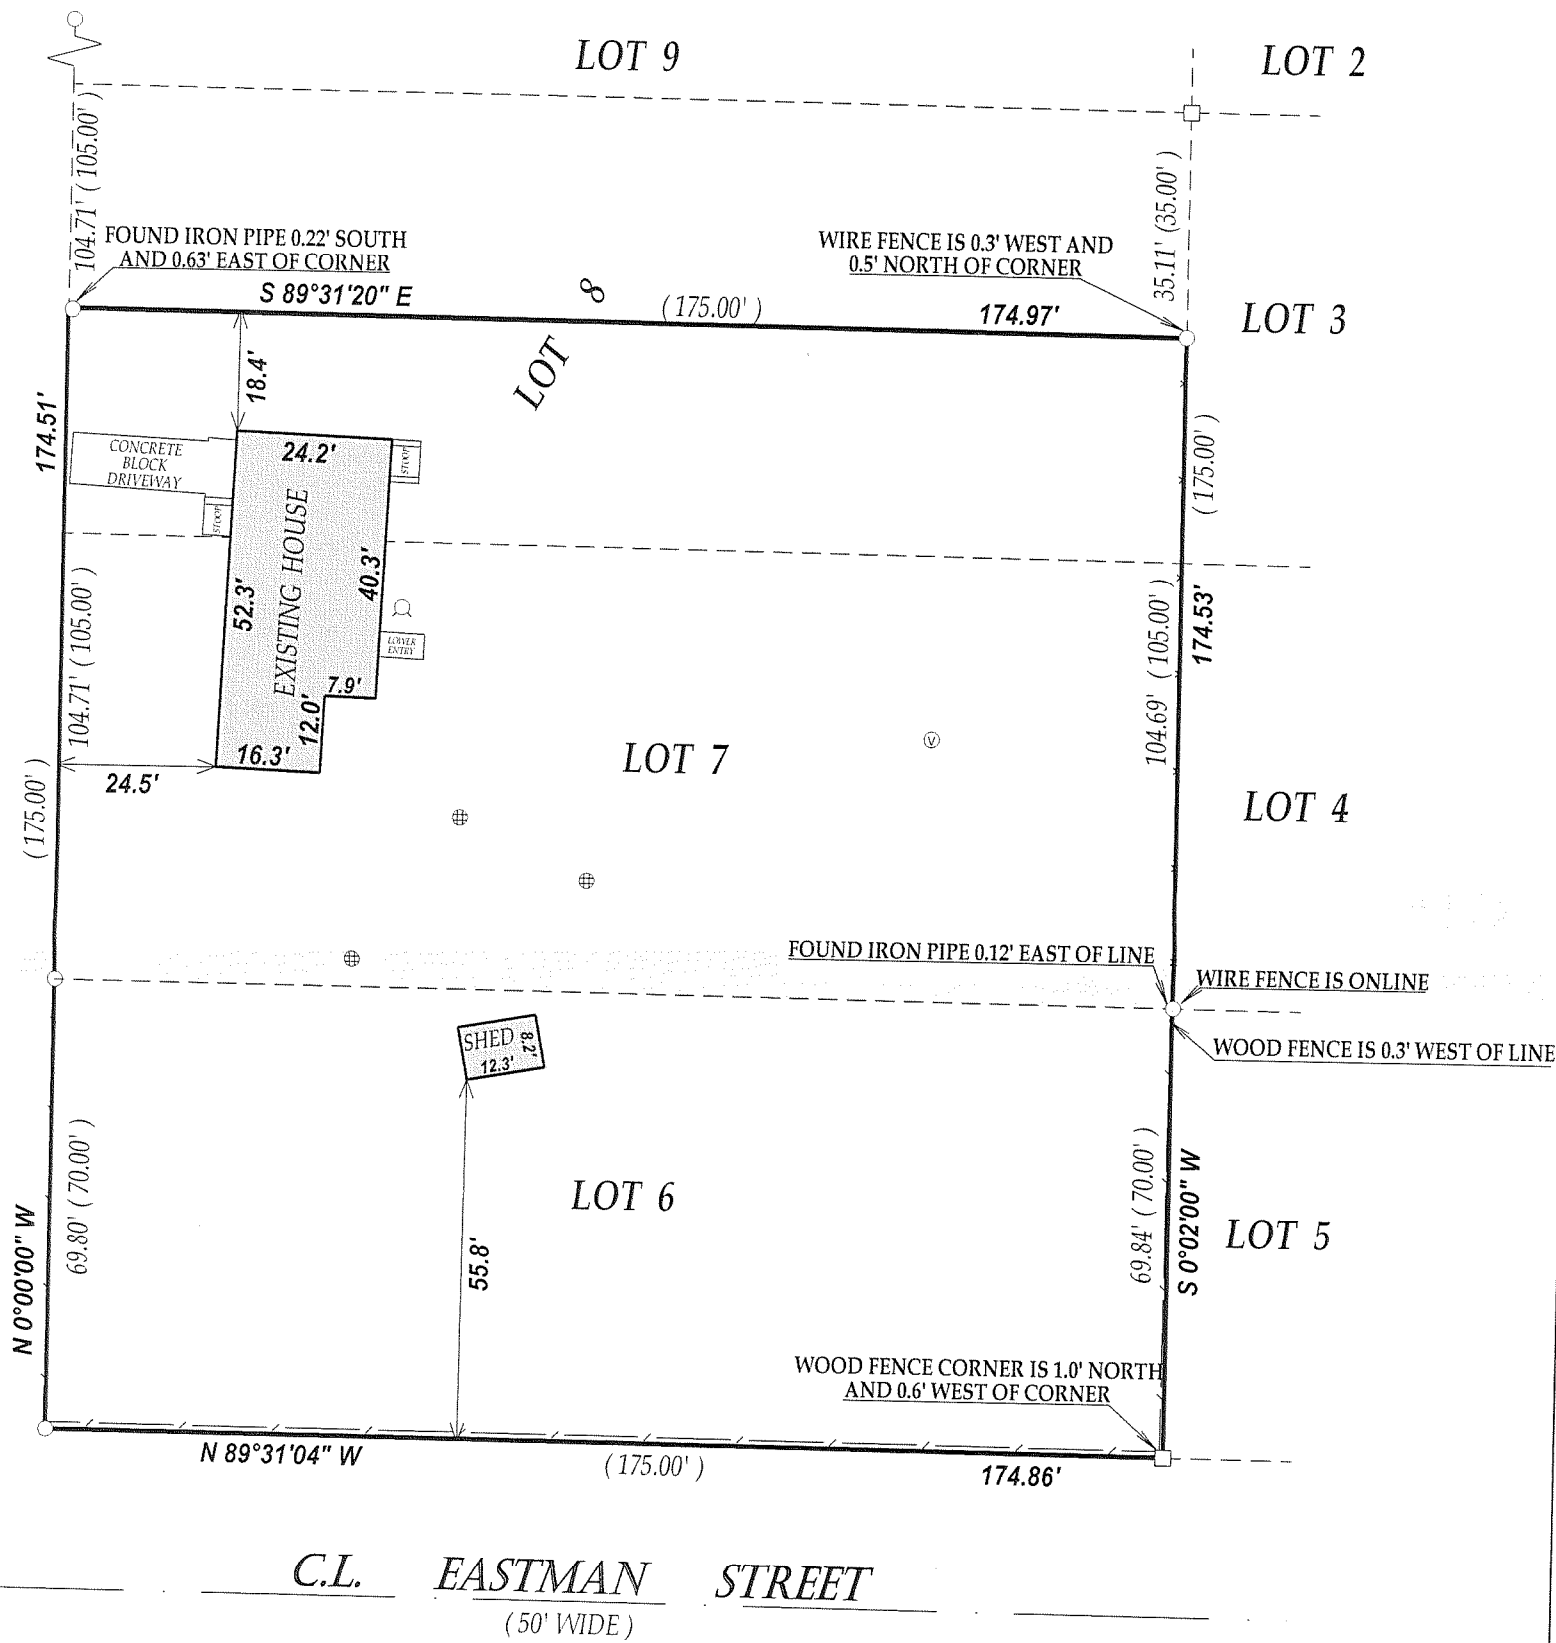 LOT 9
LOT 2
104.71' ( 105.00' )
35.11' (35.00' )
FOUND IRON PIPE 0.22' SOUTH
AND 0.63' EAST OF CORNER
WIRE FENCE IS 0.3' WEST AND
0.5' NORTH OF CORNER
S 89°31'20" E
( 175.00' )
174.97'
LOT 3
LOT 8
18.4'
174.51'
CONCRETE
BLOCK
DRIVEWAY
24.2'
STOOP
STOOP
( 175.00' )
EXISTING HOUSE
52.3'
40.3'
104.71' ( 105.00' )
104.69' ( 105.00' )
174.53'
LOWER
ENTRY
7.9'
12.0'
16.3'
24.5'
LOT 7
V
LOT 4
( 175.00' )
FOUND IRON PIPE 0.12' EAST OF LINE
WIRE FENCE IS ONLINE
WOOD FENCE IS 0.3' WEST OF LINE
SHED
8.2'
12.3'
69.80' ( 70.00' )
69.84' ( 70.00' )
N 0°00'00" W
S 0°02'00" W
LOT 6
LOT 5
55.8'
WOOD FENCE CORNER IS 1.0' NORTH
AND 0.6' WEST OF CORNER
N 89°31'04" W
( 175.00' )
174.86'
C.L. EASTMAN STREET
( 50' WIDE )